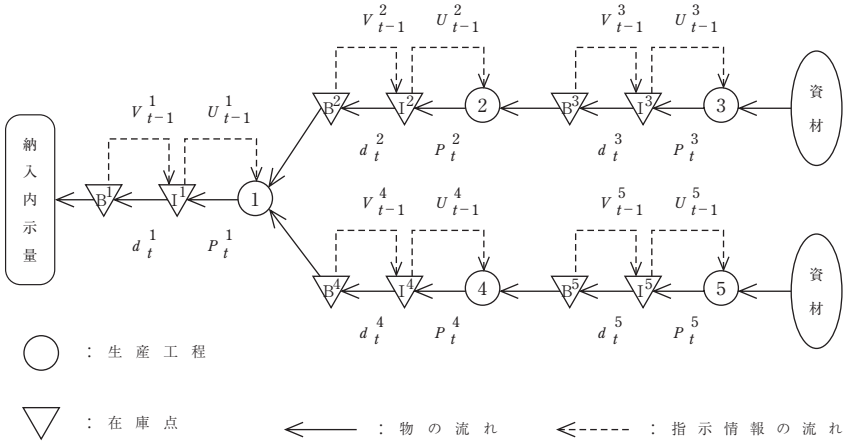 V²ₜ₋₁ U²ₜ₋₁ V³ₜ₋₁ U³ₜ₋₁
B² I² 2 B³ I³ 3 資材
d²ₜ P²ₜ d³ₜ P³ₜ
V¹ₜ₋₁ U¹ₜ₋₁
納入内示量 B¹ I¹ 1
d¹ₜ P¹ₜ
V⁴ₜ₋₁ U⁴ₜ₋₁ V⁵ₜ₋₁ U⁵ₜ₋₁
B⁴ I⁴ 4 B⁵ I⁵ 5 資材
d⁴ₜ P⁴ₜ d⁵ₜ P⁵ₜ
：生産工程
：在庫点 ：物の流れ ：指示情報の流れ